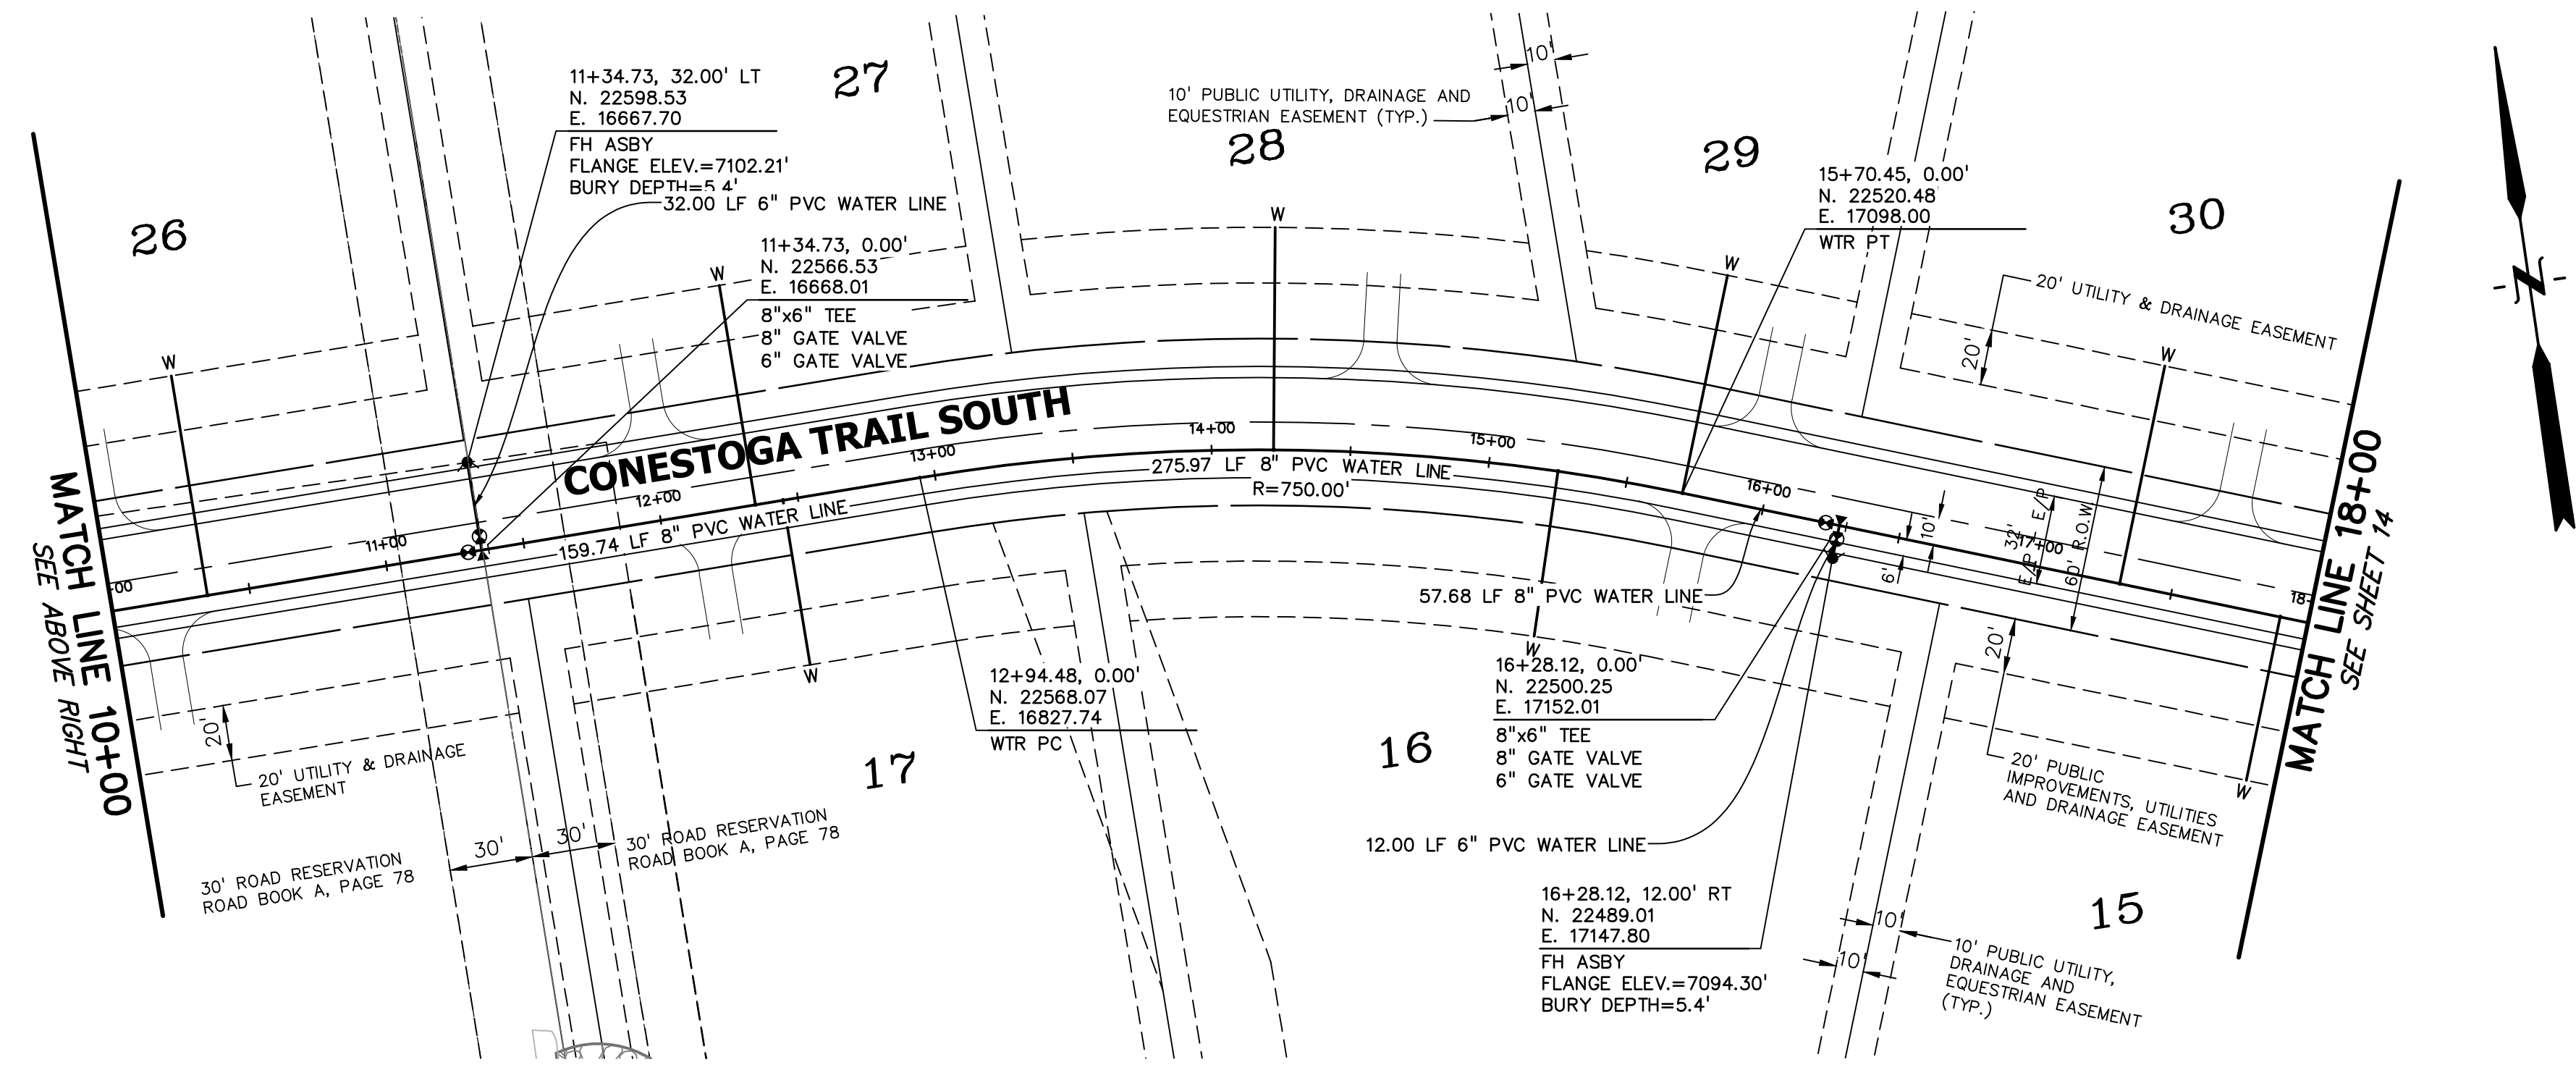 27
26
28
29
30
11+34.73, 32.00' LT
N. 22598.53
E. 16667.70
FH ASBY
FLANGE ELEV.=7102.21'
BURY DEPTH=5.4'
32.00 LF 6" PVC WATER LINE
11+34.73, 0.00'
N. 22566.53
E. 16668.01
8"x6" TEE
8" GATE VALVE
6" GATE VALVE
10' PUBLIC UTILITY, DRAINAGE AND
EQUESTRIAN EASEMENT (TYP.)
10'
10'
15+70.45, 0.00'
N. 22520.48
E. 17098.00
WTR PT
20' UTILITY & DRAINAGE EASEMENT
20'
N
W
W
W
W
W
CONESTOGA TRAIL SOUTH
MATCH LINE 10+00
SEE ABOVE RIGHT
+00
11+00
12+00
13+00
14+00
15+00
16+00
17+00
18+
159.74 LF 8" PVC WATER LINE
275.97 LF 8" PVC WATER LINE
R=750.00'
57.68 LF 8" PVC WATER LINE
10'
6'
32'
E/P - E/P
60' R.O.W.
MATCH LINE 18+00
SEE SHEET 14
W
W
W
20'
20' UTILITY & DRAINAGE
EASEMENT
30' ROAD RESERVATION
ROAD BOOK A, PAGE 78
30'
30'
30' ROAD RESERVATION
ROAD BOOK A, PAGE 78
17
12+94.48, 0.00'
N. 22568.07
E. 16827.74
WTR PC
16
16+28.12, 0.00'
N. 22500.25
E. 17152.01
8"x6" TEE
8" GATE VALVE
6" GATE VALVE
12.00 LF 6" PVC WATER LINE
16+28.12, 12.00' RT
N. 22489.01
E. 17147.80
FH ASBY
FLANGE ELEV.=7094.30'
BURY DEPTH=5.4'
20'
20' PUBLIC
IMPROVEMENTS, UTILITIES
AND DRAINAGE EASEMENT
15
10'
10'
10' PUBLIC UTILITY,
DRAINAGE AND
EQUESTRIAN EASEMENT
(TYP.)